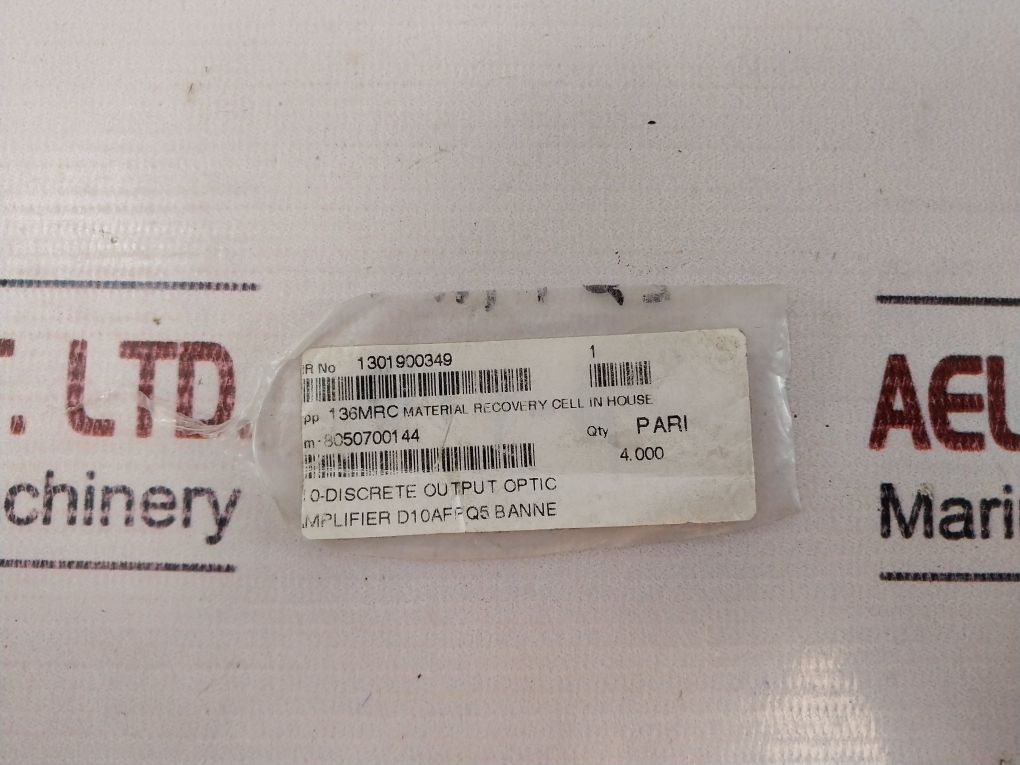 R No 1301900349 1
pp 136MRC MATERIAL RECOVERY CELL IN HOUSE
m 8050700144 Qty PARI
4.000
0-DISCRETE OUTPUT OPTIC
MPLIFIER D10AFPQ5 BANNE
T. LTD.
chinery
AEU
Mari